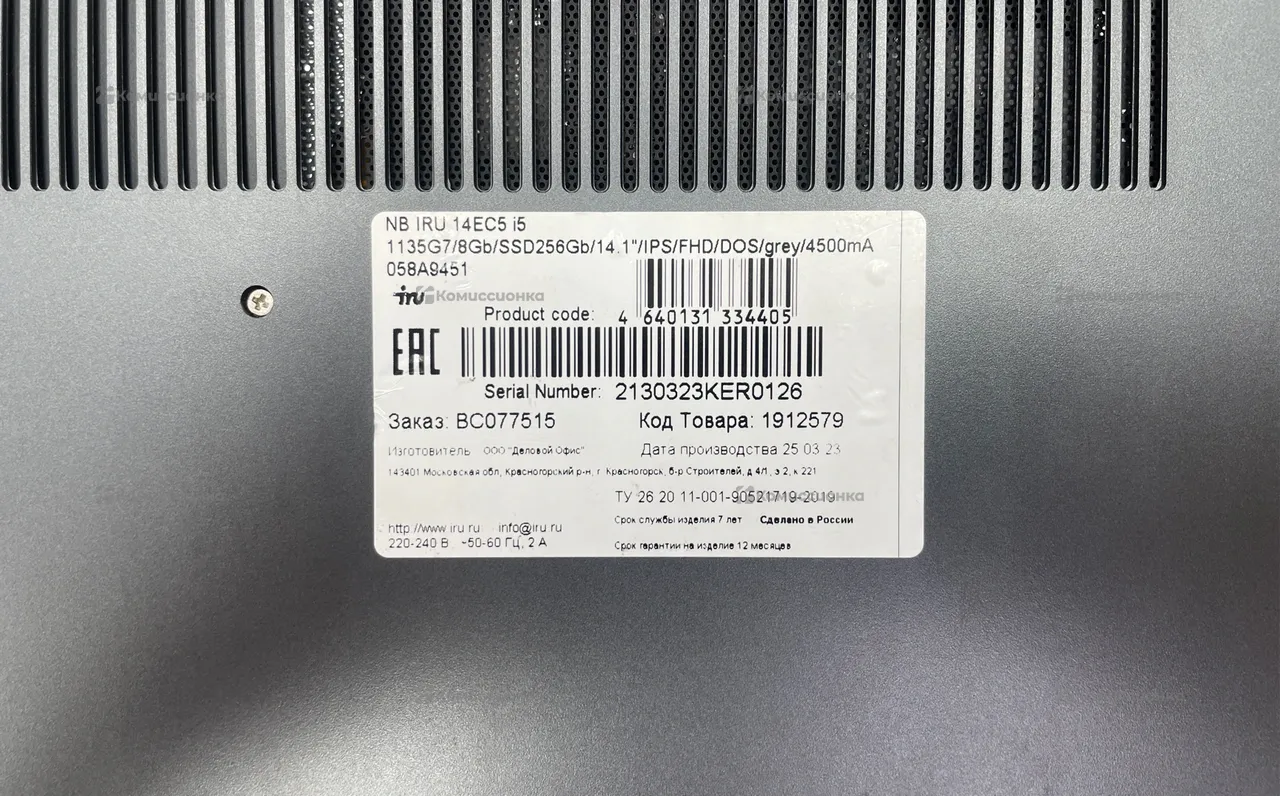 NB IRU 14EC5 i5
1135G7/8Gb/SSD256Gb/14.1"/IPS/FHD/DOS/grey/4500mA
058A9451
iru Комиссионка
Product code: 4 640131 334405
EAC
Serial Number: 2130323KER0126
Заказ: BC077515 Код Товара: 1912579
Изготовитель ООО "Деловой Офис" Дата производства 25 03 23
143401 Московская обл, Красногорский р-н, г Красногорск, б-р Строителей, д 4/1, э 2, к 221
ТУ 26 20 11-001-90521719-2019
Комиссионка
Срок службы изделия 7 лет Сделано в России
http://www iru ru info@iru.ru
220-240 В ~50-60 Гц, 2 А
Срок гарантии на изделие 12 месяцев